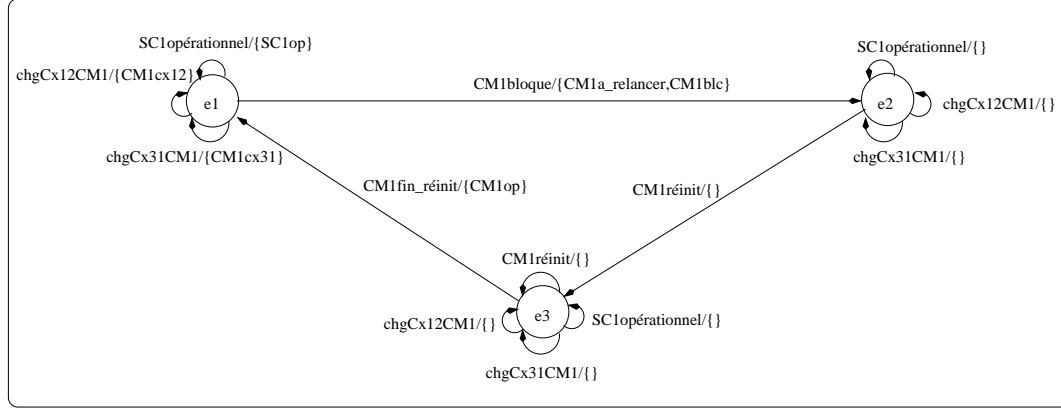 SC1opérationnel/{SC1op}
SC1opérationnel/{}
chgCx12CM1/{CM1cx12}
CM1bloque/{CM1a_relancer,CM1blc}
e1
e2
chgCx12CM1/{}
chgCx31CM1/{CM1cx31}
chgCx31CM1/{}
CM1fin_réinit/{CM1op}
CM1réinit/{}
CM1réinit/{}
chgCx12CM1/{}
e3
SC1opérationnel/{}
chgCx31CM1/{}